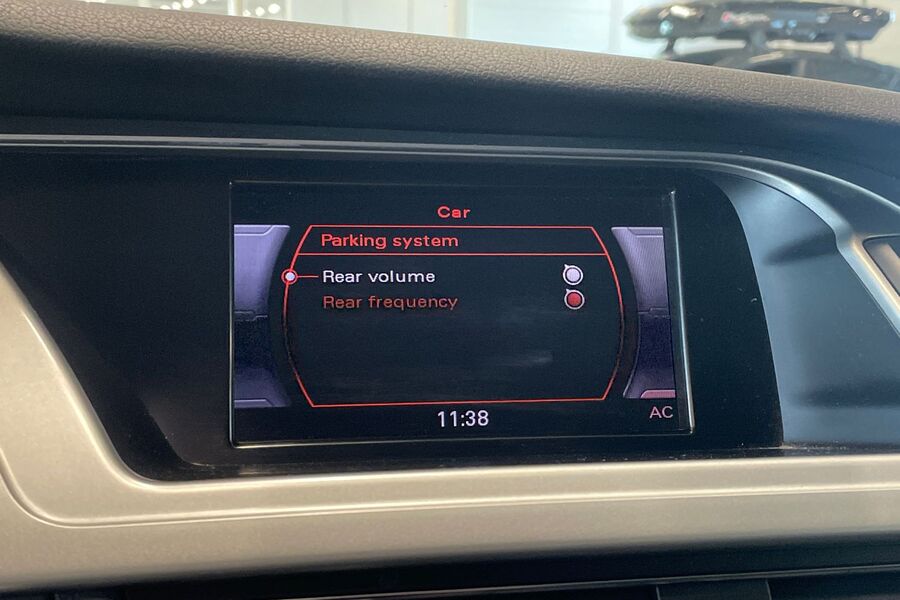 Car
Parking system
Rear volume
Rear frequency
11:38
AC